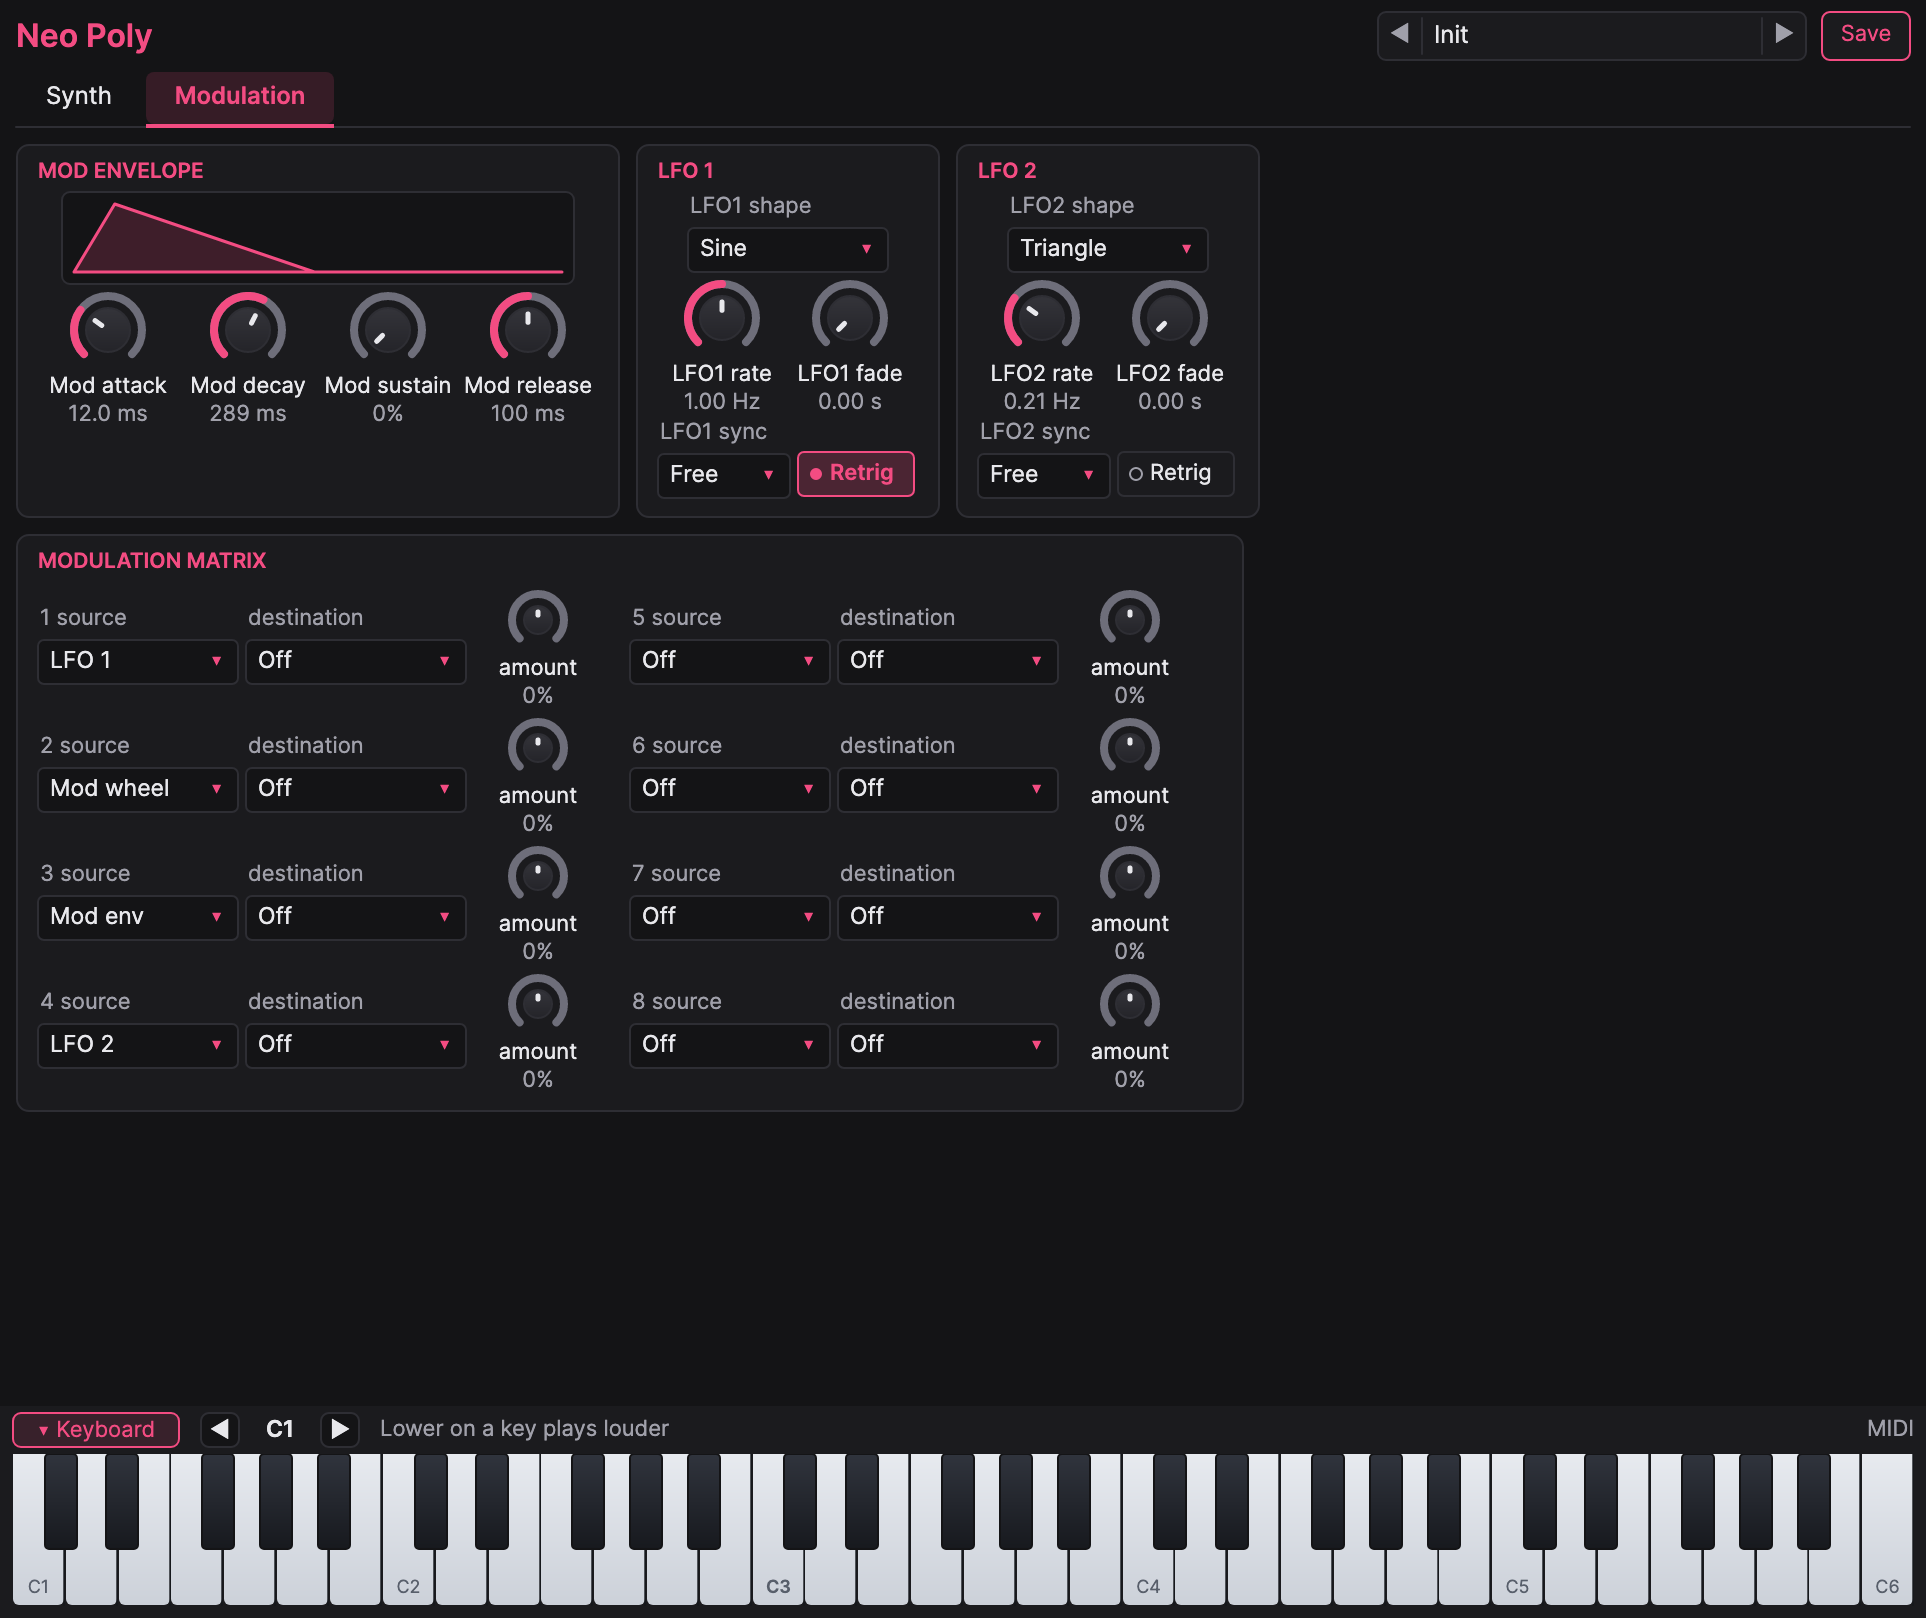 Neo Poly
Init
Save
Synth
Modulation
MOD ENVELOPE
Mod attack
12.0 ms
Mod decay
289 ms
Mod sustain
0%
Mod release
100 ms
LFO 1
LFO1 shape
Sine
LFO1 rate
1.00 Hz
LFO1 fade
0.00 s
LFO1 sync
Free
Retrig
LFO 2
LFO2 shape
Triangle
LFO2 rate
0.21 Hz
LFO2 fade
0.00 s
LFO2 sync
Free
Retrig
MODULATION MATRIX
1 source
destination
LFO 1
Off
amount
0%
2 source
destination
Mod wheel
Off
amount
0%
3 source
destination
Mod env
Off
amount
0%
4 source
destination
LFO 2
Off
amount
0%
5 source
destination
Off
Off
amount
0%
6 source
destination
Off
Off
amount
0%
7 source
destination
Off
Off
amount
0%
8 source
destination
Off
Off
amount
0%
Keyboard
C1
Lower on a key plays louder
MIDI
C1
C2
C3
C4
C5
C6